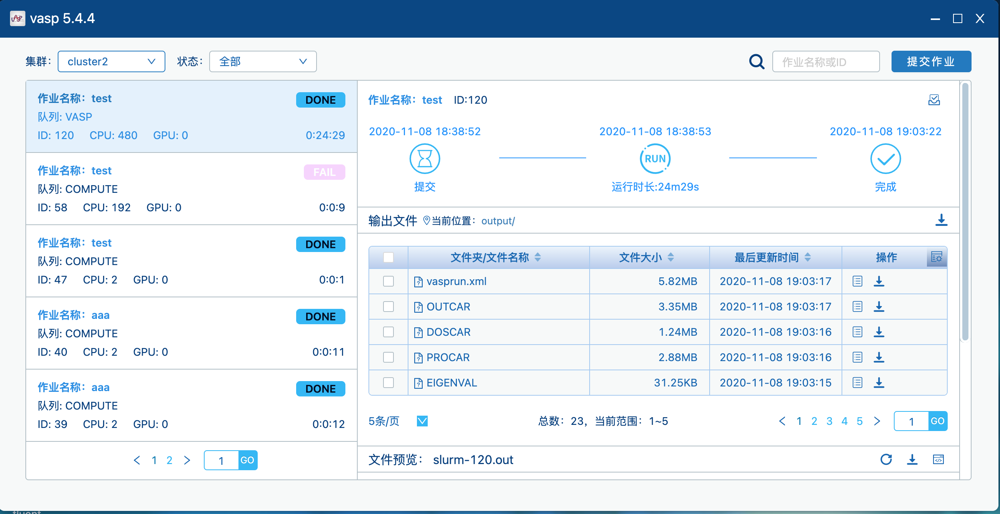 vasp 5.4.4
集群： cluster2 状态： 全部 作业名称或ID 提交作业
作业名称：test DONE
队列: VASP
ID: 120 CPU: 480 GPU: 0 0:24:29
作业名称：test FAIL
队列: COMPUTE
ID: 58 CPU: 192 GPU: 0 0:0:9
作业名称：test DONE
队列: COMPUTE
ID: 47 CPU: 2 GPU: 0 0:0:1
作业名称：aaa DONE
队列: COMPUTE
ID: 40 CPU: 2 GPU: 0 0:0:11
作业名称：aaa DONE
队列: COMPUTE
ID: 39 CPU: 2 GPU: 0 0:0:12
< 1 2 > 1 GO
作业名称：test ID:120
2020-11-08 18:38:52 2020-11-08 18:38:53 2020-11-08 19:03:22
RUN
提交 运行时长:24m29s 完成
输出文件 当前位置： output/
文件夹/文件名称 文件大小 最后更新时间 操作
vasprun.xml 5.82MB 2020-11-08 19:03:17
OUTCAR 3.35MB 2020-11-08 19:03:17
DOSCAR 1.24MB 2020-11-08 19:03:16
PROCAR 2.88MB 2020-11-08 19:03:16
EIGENVAL 31.25KB 2020-11-08 19:03:15
5条/页 总数：23，当前范围：1~5 < 1 2 3 4 5 > 1 GO
文件预览： slurm-120.out